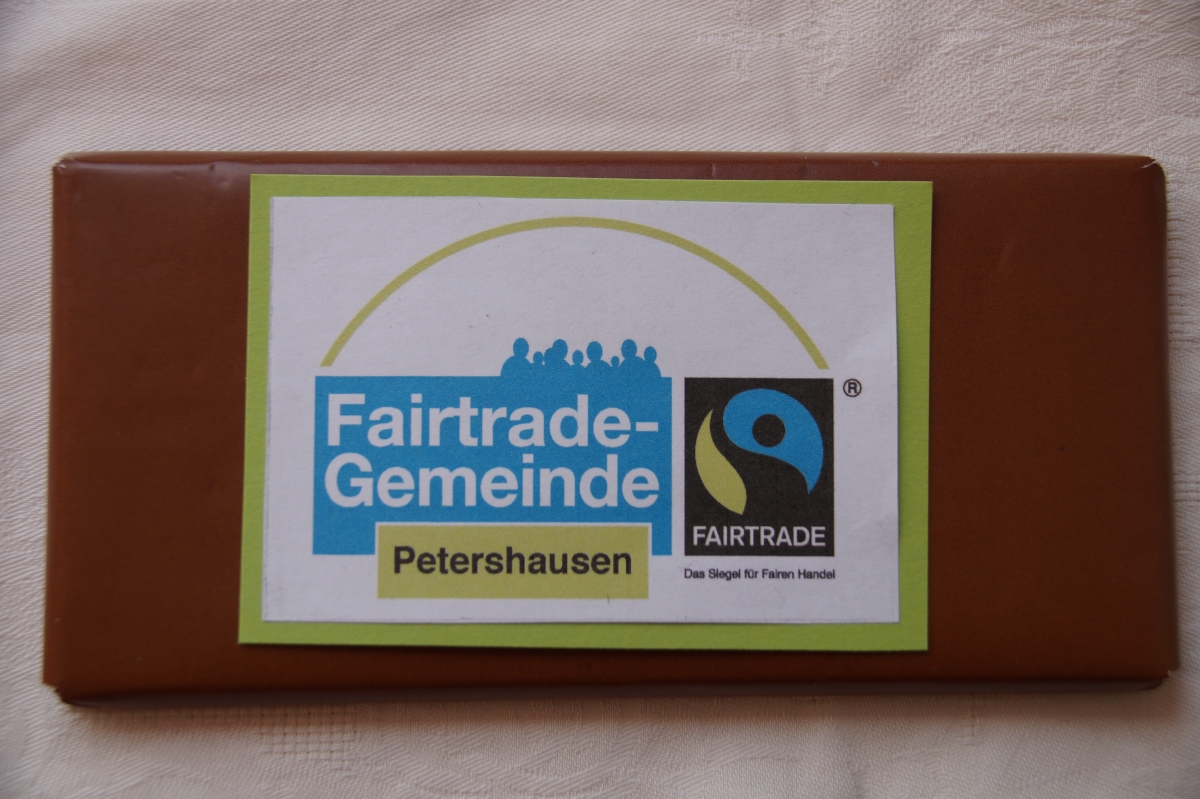 Fairtrade-
Gemeinde
Petershausen
®
FAIRTRADE
Das Siegel für Fairen Handel